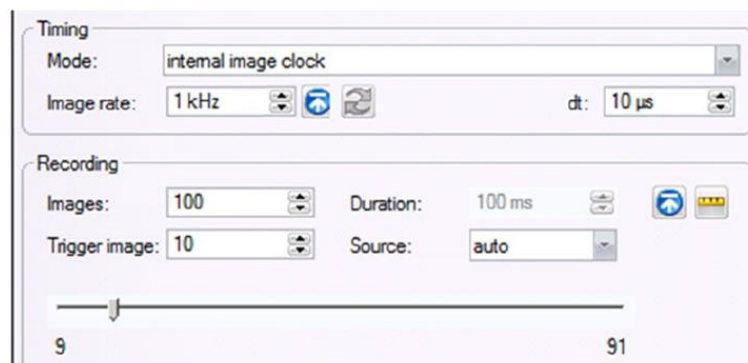 Timing
Mode: internal image clock
Image rate: 1 kHz dt: 10 µs
Recording
Images: 100 Duration: 100 ms
Trigger image: 10 Source: auto
9 91